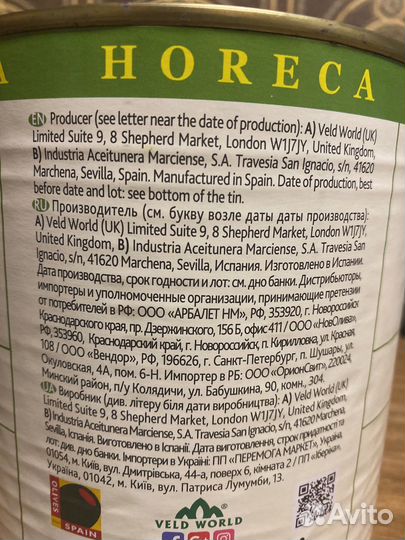 A HORECA
EN Producer (see letter near the date of production): A) Veld World (UK)
Limited Suite 9, 8 Shepherd Market, London W1J7JY, United Kingdom,
B) Industria Aceitunera Marciense, S.A. Travesia San Ignacio, s/n, 41620
Marchena, Sevilla, Spain. Manufactured in Spain. Date of production, best
before date and lot: see bottom of the tin.
RU Производитель (см. букву возле даты даты производства):
A) Veld World (UK) Limited Suite 9, 8 Shepherd Market, London W1J7JY,
United Kingdom, B) Industria Aceitunera Marciense, S.A. Travesia San
Ignacio, s/n, 41620 Marchena, Sevilla, Испания. Изготовлено в Испании.
Дата производства, срок годности и лот: см. дно банки. Дистрибьюторы,
импортеры и уполномоченные организации, принимающие претензии
от потребителей в РФ: ООО «АРБАЛЕТ НМ», РФ, 353920, г. Новороссийск
Краснодарского края, пр. Дзержинского, 156 Б, офис 411 / ООО «НовОлива»,
РФ, 353960, Краснодарский край, г. Новороссийск, п. Кирилловка, ул. Красная
108 / ООО «Вендор», РФ, 196626, г. Санкт-Петербург, п. Шушары, ул.
Окуловская, 4А, пом. 6-Н. Импортер в РБ: ООО «ОрионСвит», 220024,
Минский район, п/у Колядичи, ул. Бабушкина, 90, комн., 304.
UA Виробник (див. літеру біля дати виробництва): A) Veld World (UK)
Limited Suite 9, 8 Shepherd Market, London W1J7JY, United Kingdom,
B) Industria Aceitunera Marciense, S.A. Travesia San Ignacio, s/n, 41620 Marchena,
Sevilla, Іспанія. Виготовлено в Іспанії. Дата виготовлення, строк придатності та
лот: див. дно банки. Імпортери в Україні: ПП «ПЕРЕМОГА МАРКЕТ», Україна,
01054, м. Київ, вул. Дмитрівська, 44-а, поверх 6, кімната 2 / ПП «Іберіка»,
Україна, 01042, м. Київ, вул. Патриса Лумумби, 13.
OLIVES
SPAIN
VELD WORLD
f G+
Avito